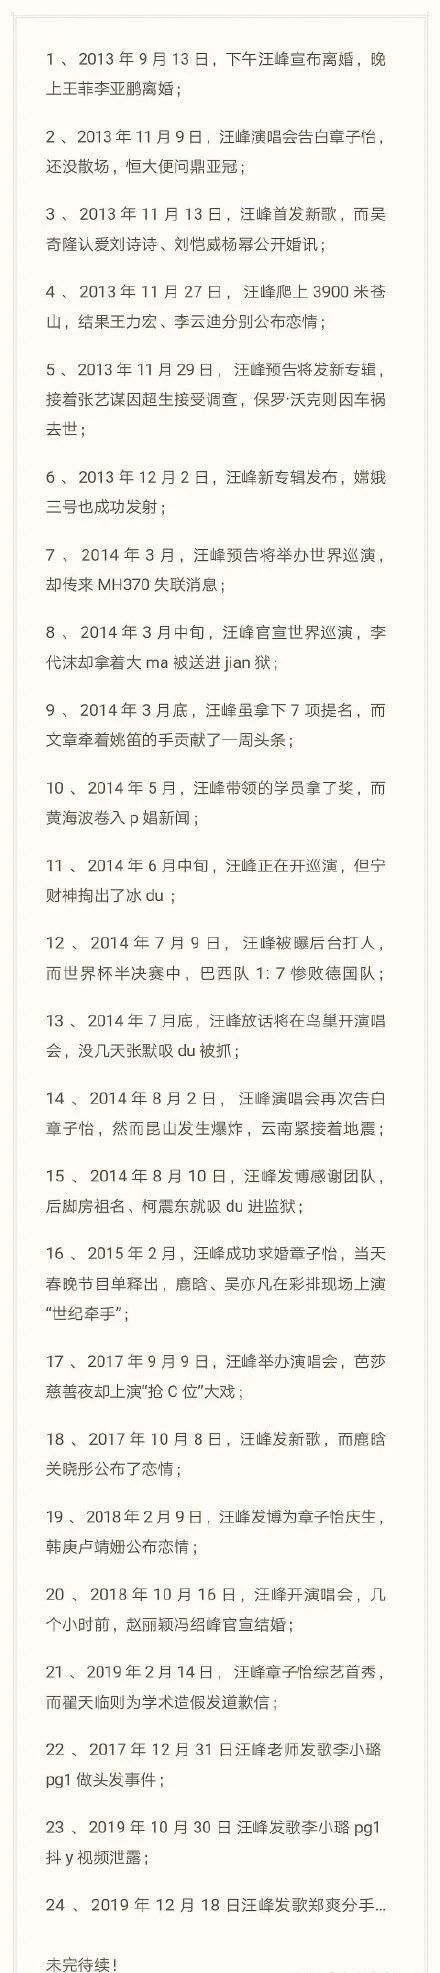 1 、2013 年 9 月 13 日，下午汪峰宣布离婚，晚
上王菲李亚鹏离婚；
2 、2013 年 11 月 9 日，汪峰演唱会告白章子怡，
还没散场，恒大便问鼎亚冠；
3 、2013 年 11 月 13 日，汪峰首发新歌，而吴
奇隆认爱刘诗诗、刘恺威杨幂公开婚讯；
4 、2013 年 11 月 27 日， 汪峰爬上 3900 米苍
山，结果王力宏、李云迪分别公布恋情；
5 、2013 年 11 月 29 日， 汪峰预告将发新专辑，
接着张艺谋因超生接受调查，保罗·沃克则因车祸
去世；
6 、2013 年 12 月 2 日，汪峰新专辑发布，嫦娥
三号也成功发射；
7 、 2014 年 3 月，汪峰预告将举办世界巡演，
却传来 MH370 失联消息；
8 、2014 年 3 月中旬，汪峰官宣世界巡演，李
代沫却拿着大 ma 被送进 jian 狱；
9 、2014 年 3 月底，汪峰虽拿下 7 项提名，而
文章牵着姚笛的手贡献了一周头条；
10 、2014 年 5 月，汪峰带领的学员拿了奖，而
黄海波卷入 p 娼新闻；
11 、2014 年 6 月中旬，汪峰正在开巡演，但宁
财神掏出了冰 du ；
12 、 2014 年 7 月 9 日， 汪峰被曝后台打人，
而世界杯半决赛中，巴西队 1: 7 惨败德国队；
13 、2014 年 7 月底，汪峰放话将在鸟巢开演唱
会，没几天张默吸 du 被抓；
14 、 2014 年 8 月 2 日， 汪峰演唱会再次告白
章子怡，然而昆山发生爆炸，云南紧接着地震；
15 、2014 年 8 月 10 日，汪峰发博感谢团队，
后脚房祖名、柯震东就吸 du 进监狱；
16 、2015 年 2 月，汪峰成功求婚章子怡，当天
春晚节目单释出，鹿晗、吴亦凡在彩排现场上演
“世纪牵手”；
17 、2017 年 9 月 9 日，汪峰举办演唱会，芭莎
慈善夜却上演“抢 C 位”大戏；
18 、 2017 年 10 月 8 日，汪峰发新歌，而鹿晗
关晓彤公布了恋情；
19 、2018 年 2 月 9 日，汪峰发博为章子怡庆生，
韩庚卢靖姗公布恋情；
20 、 2018 年 10 月 16 日，汪峰开演唱会，几
个小时前，赵丽颖冯绍峰官宣结婚；
21 、2019 年 2 月 14 日， 汪峰章子怡综艺首秀，
而翟天临则为学术造假发道歉信；
22 、 2017 年 12 月 31 日汪峰老师发歌李小璐
pg1 做头发事件；
23 、2019 年 10 月 30 日 汪峰发歌李小璐 pg1
抖 y 视频泄露；
24 、2019 年 12 月 18 日汪峰发歌郑爽分手...
未完待续！